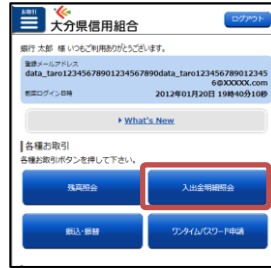 お取引
大分県信用組合
ログアウト
銀行 太郎 様 いつもご利用ありがとうございます。
登録メールアドレス
data_taro12345678901234567890data_taro123456789012345
6@XXXXX.com
前回ログイン日時
2012年01月20日 19時40分10秒
What's New
各種お取引
各種お取引ボタンを押して下さい。
残高照会
入出金明細照会
振込・振替
ワンタイムパスワード申請